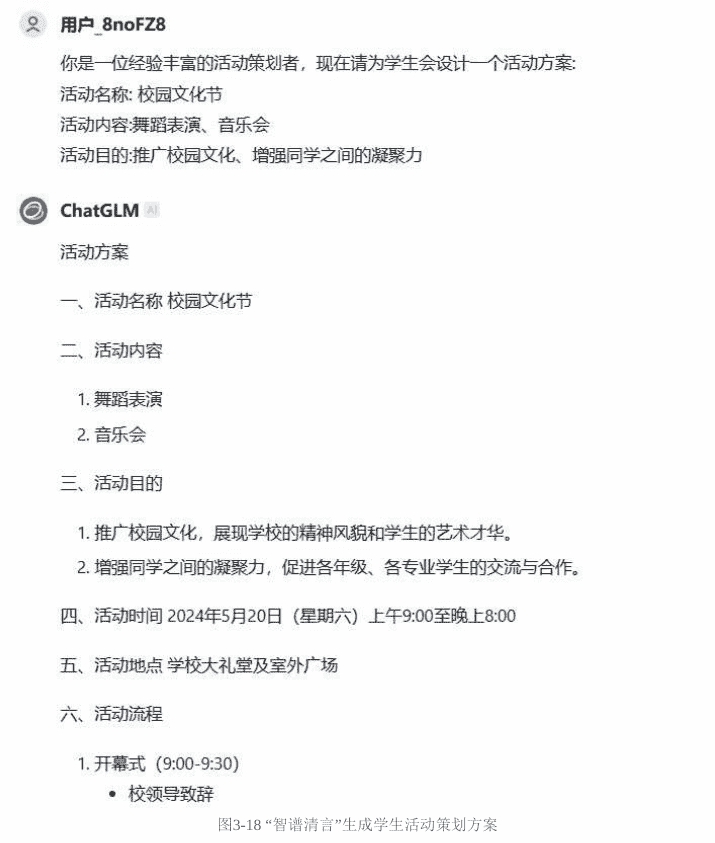 用户_8noFZ8
你是一位经验丰富的活动策划者，现在请为学生会设计一个活动方案:
活动名称: 校园文化节
活动内容:舞蹈表演、音乐会
活动目的:推广校园文化、增强同学之间的凝聚力
ChatGLM AI
活动方案
一、活动名称 校园文化节
二、活动内容
1. 舞蹈表演
2. 音乐会
三、活动目的
1. 推广校园文化，展现学校的精神风貌和学生的艺术才华。
2. 增强同学之间的凝聚力，促进各年级、各专业学生的交流与合作。
四、活动时间 2024年5月20日（星期六）上午9:00至晚上8:00
五、活动地点 学校大礼堂及室外广场
六、活动流程
1. 开幕式（9:00-9:30）
• 校领导致辞
图3-18 “智谱清言”生成学生活动策划方案